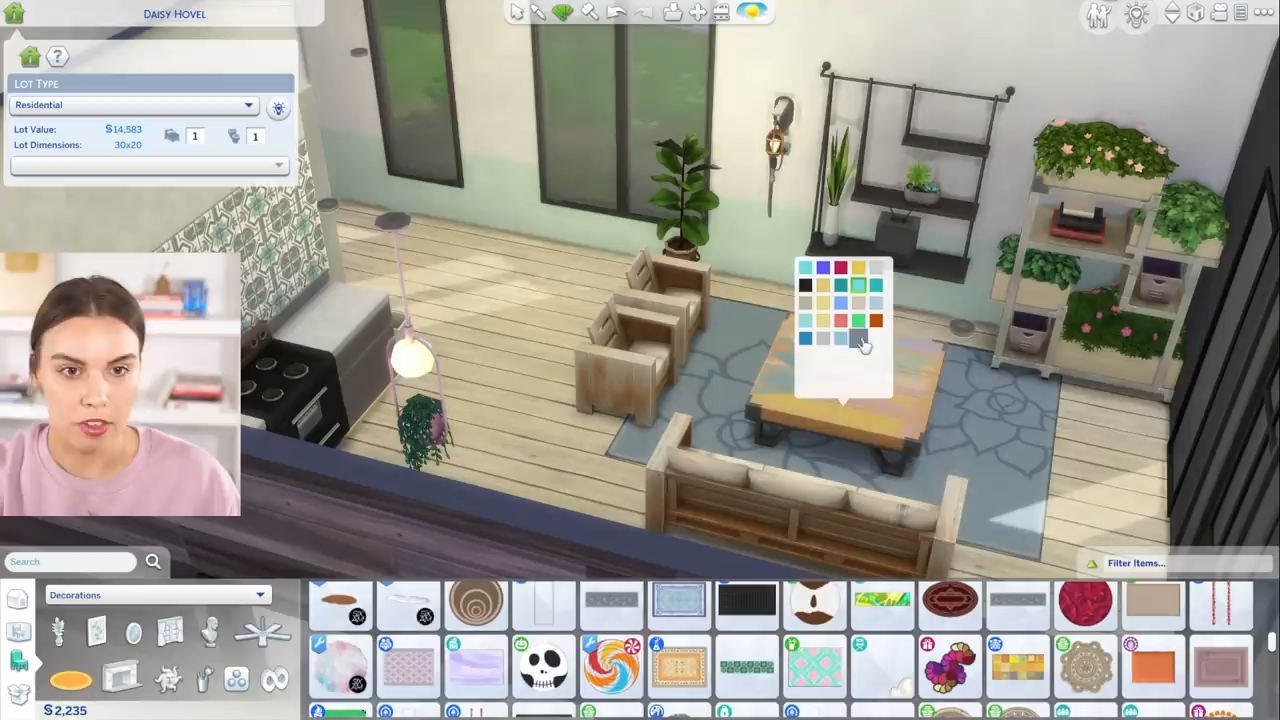 DAISY HOVEL
LOT TYPE
Residential
Lot Value: $14,583 1 1
Lot Dimensions: 30x20
Search
Filter Items...
Decorations
$2,235